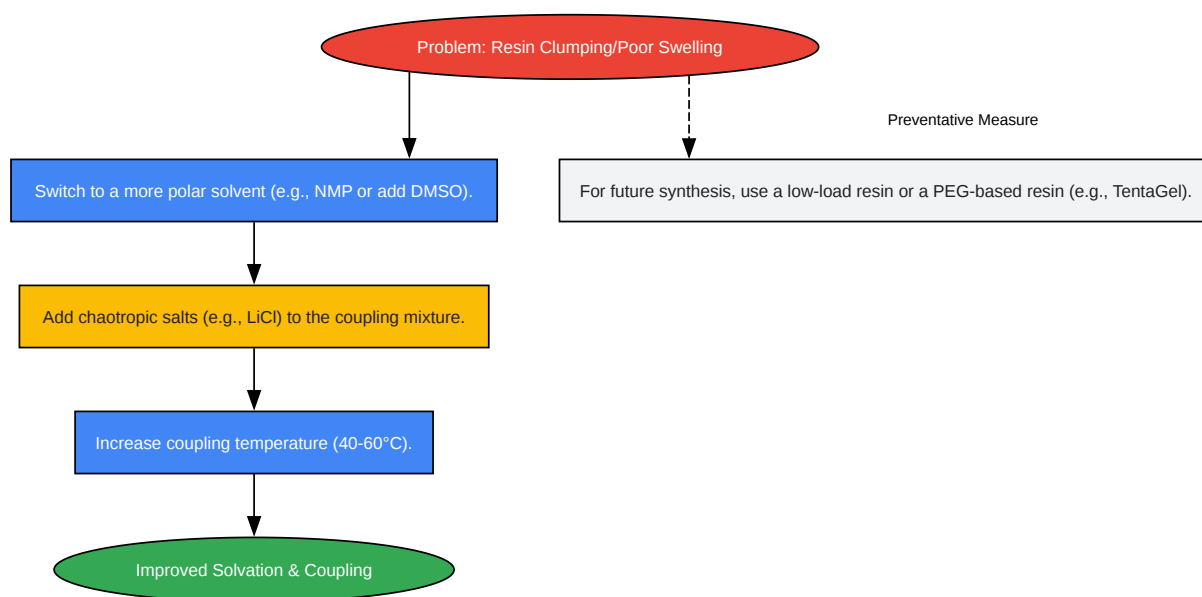 Problem: Resin Clumping/Poor Swelling
Preventative Measure
Switch to a more polar solvent (e.g., NMP or add DMSO).
For future synthesis, use a low-load resin or a PEG-based resin (e.g., TentaGel).
Add chaotropic salts (e.g., LiCl) to the coupling mixture.
Increase coupling temperature (40-60°C).
Improved Solvation & Coupling